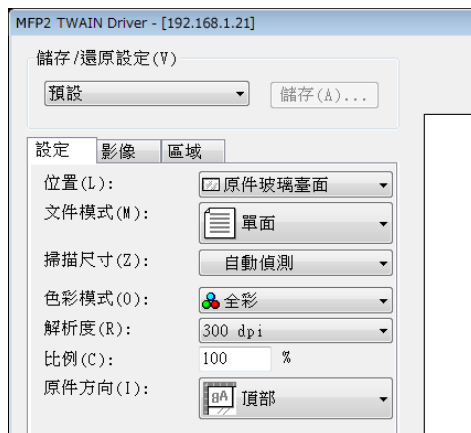 MFP2 TWAIN Driver - [192.168.1.21]
儲存/還原設定(V)
預設 儲存(A)...
設定 影像 區域
位置(L): 原件玻璃臺面
文件模式(M): 單面
掃描尺寸(Z): 自動偵測
色彩模式(O): 全彩
解析度(R): 300 dpi
比例(C): 100 %
原件方向(I): 頂部